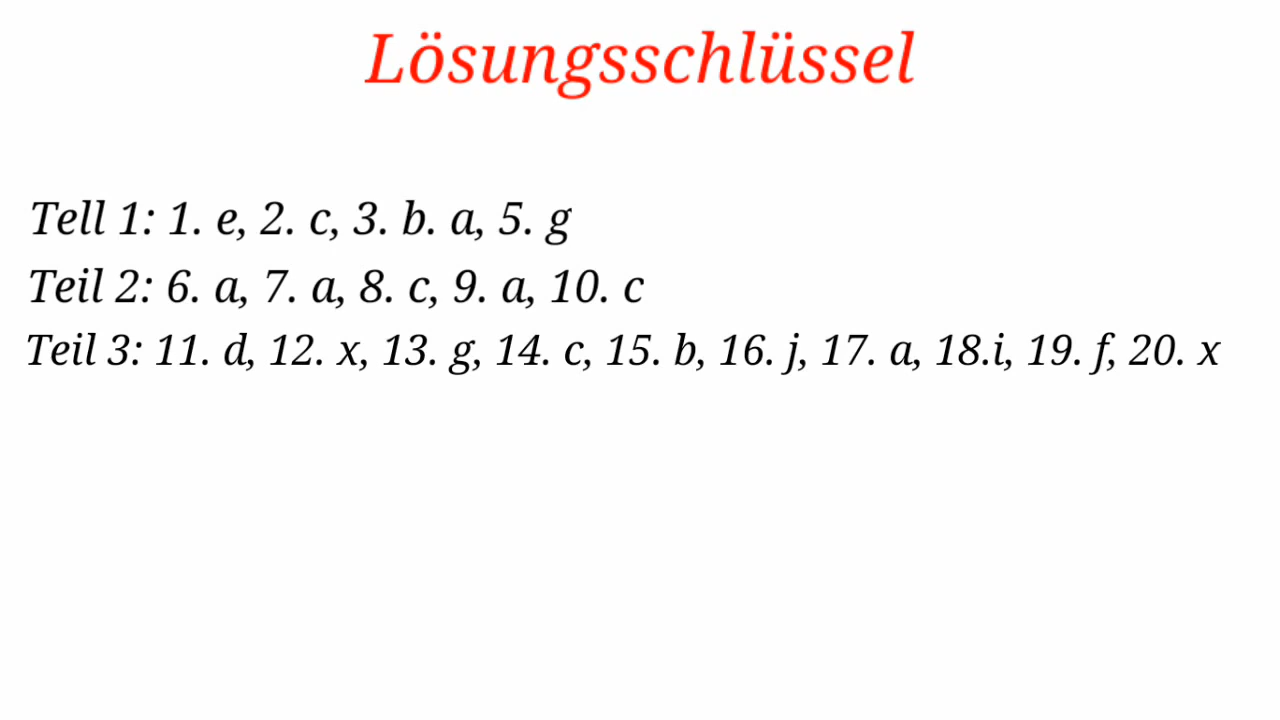 Lösungsschlüssel
Tell 1: 1. e, 2. c, 3. b. a, 5. g
Teil 2: 6. a, 7. a, 8. c, 9. a, 10. c
Teil 3: 11. d, 12. x, 13. g, 14. c, 15. b, 16. j, 17. a, 18.i, 19. f, 20. x